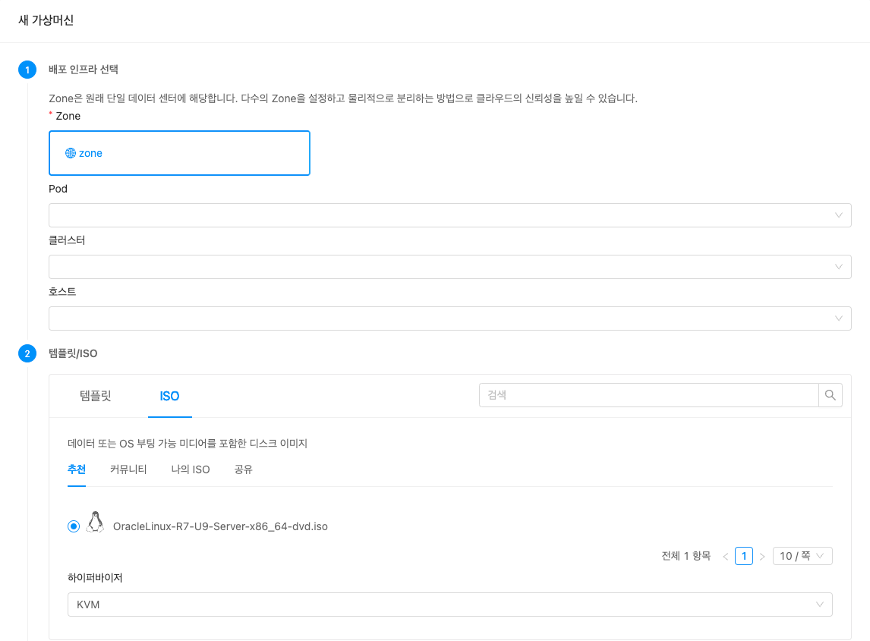 새 가상머신
1 배포 인프라 선택
Zone은 원래 단일 데이터 센터에 해당합니다. 다수의 Zone을 설정하고 물리적으로 분리하는 방법으로 클라우드의 신뢰성을 높일 수 있습니다.
* Zone
zone
Pod
클러스터
호스트
2 템플릿/ISO
템플릿 ISO 검색
데이터 또는 OS 부팅 가능 미디어를 포함한 디스크 이미지
추천 커뮤니티 나의 ISO 공유
OracleLinux-R7-U9-Server-x86_64-dvd.iso
전체 1 항목 < 1 > 10 / 쪽
하이퍼바이저
KVM